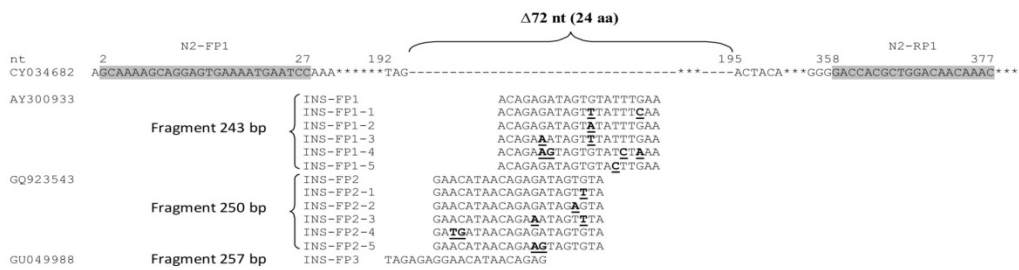 Δ72 nt (24 aa)
N2-FP1 N2-RP1
nt 2 27 192 195 358 377
CY034682 AGCAAAAGCAGGAGTGAAAATGAATCCAAA******TAG---------------------------------***---ACTACA***GGGGACCACGCTGGACAACAAAC***
AY300933 INS-FP1 ACAGAGATAGTGTATTTGAA
INS-FP1-1 ACAGAGATAGTTTATTTCAA
INS-FP1-2 ACAGAGATAGTATATTTGAA
Fragment 243 bp INS-FP1-3 ACAGAAATAGTTTATTTGAA
INS-FP1-4 ACAGAAGTAGTGTATCTAAA
INS-FP1-5 ACAGAGATAGTGTACTTGAA
GQ923543 INS-FP2 GAACATAACAGAGATAGTGTA
INS-FP2-1 GAACATAACAGAGATAGTTTA
INS-FP2-2 GAACATAACAGAGATAAGTA
Fragment 250 bp INS-FP2-3 GAACATAACAGAAATAGTTTA
INS-FP2-4 GATGATAACAGAGATAGTGTA
INS-FP2-5 GAACATAACAGAAGTAGTGTA
GU049988 Fragment 257 bp INS-FP3 TAGAGAGGAACATAACAGAG